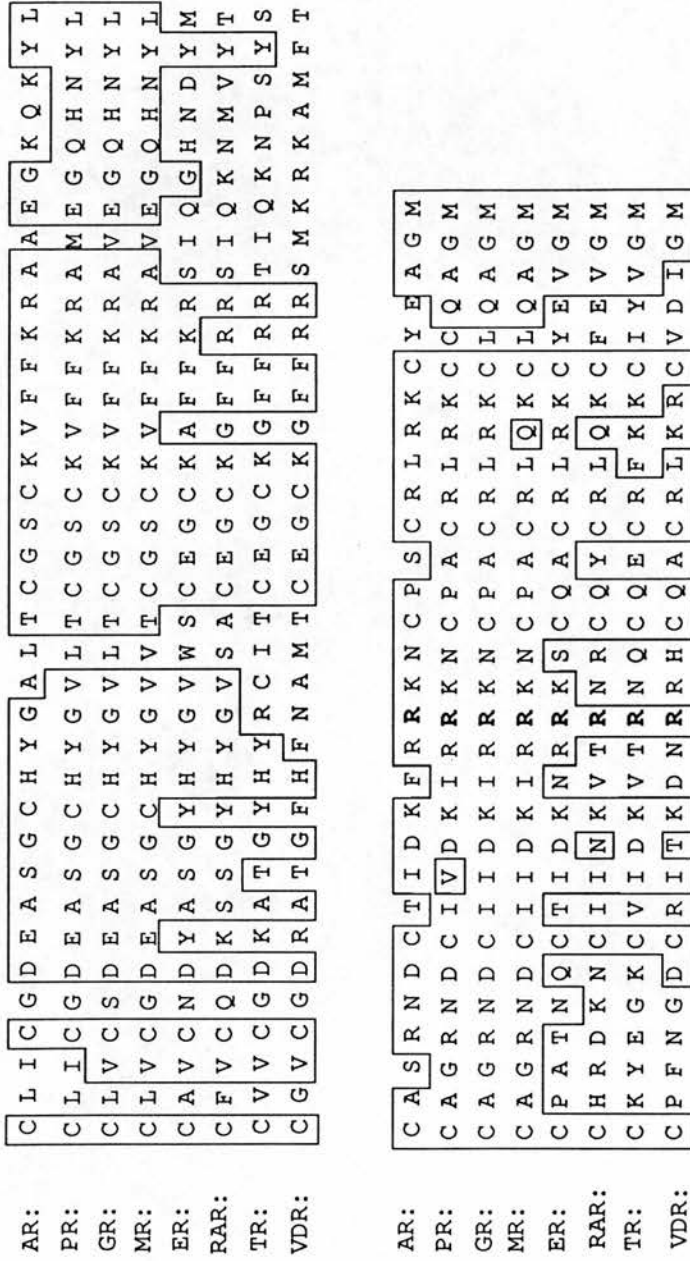 AR: C L I C G D E A S G C H Y G A L T C G S C K V F F K R A A E G K Q K Y L
PR: C L I C G D E A S G C H Y G V L T C G S C K V F F K R A M E G Q H N Y L
GR: C L V C S D E A S G C H Y G V L T C G S C K V F F K R A V E G Q H N Y L
MR: C L V C G D E A S G C H Y G V V T C G S C K V F F K R A V E G Q H N Y L
ER: C A V C N D Y A S G Y H Y G V W S C E G C K A F F K R S I Q G H N D Y M
RAR: C F V C Q D K S S G Y H Y G V S A C E G C K G F F R R S I Q K N M V Y T
TR: C V V C G D K A T G Y H Y R C I T C E G C K G F F R R T I Q K N P S Y S
VDR: C G V C G D R A T G F H F N A M T C E G C K G F F R R S M K R K A M F T
AR: C A S R N D C T I D K F R R K N C P S C R L R K C Y E A G M
PR: C A G R N D C I V D K I R R K N C P A C R L R K C C Q A G M
GR: C A G R N D C I I D K I R R K N C P A C R L R K C L Q A G M
MR: C A G R N D C I I D K I R R K N C P A C R L Q K C L Q A G M
ER: C P A T N Q C T I D K N R R K S C Q A C R L R K C Y E V G M
RAR: C H R D K N C I I N K V T R N R C Q Y C R L Q K C F E V G M
TR: C K Y E G K C V I D K V T R N Q C Q E C R F K K C I Y V G M
VDR: C P F N G D C R I T K D N R R H C Q A C R L K R C V D I G M